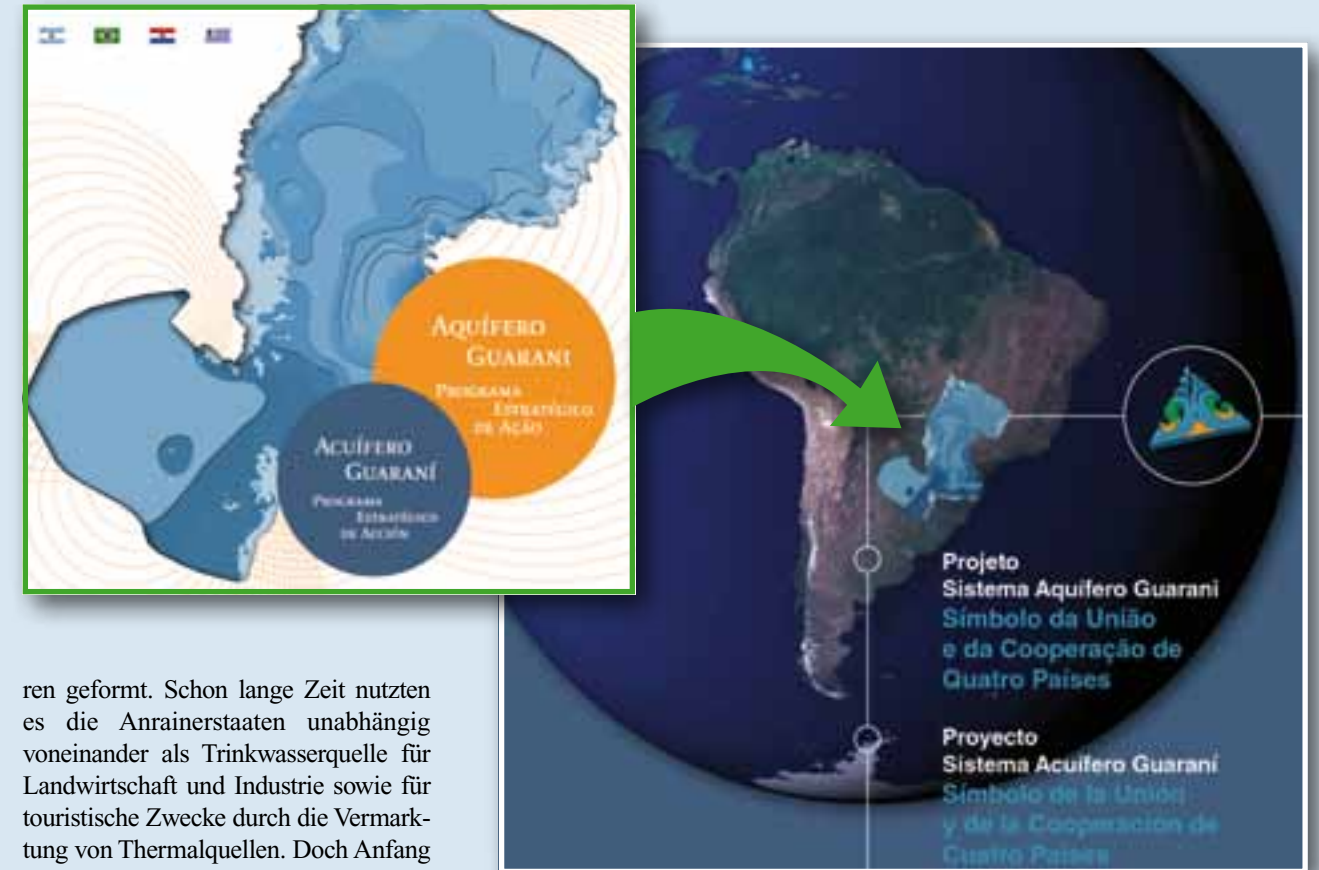 AQUÍFERO
GUARANI
PROGRAMA
ESTRATÉGICO
DE AÇÃO
ACUÍFERO
GUARANÍ
PROGRAMA
ESTRATÉGICO
DE ACCIÓN
Projeto
Sistema Aquífero Guarani
Símbolo da União
e da Cooperação de
Quatro Países
Proyecto
Sistema Acuífero Guaraní
Símbolo de la Unión
y de la Cooperación de
Cuatro Países
ren geformt. Schon lange Zeit nutzten
es die Anrainerstaaten unabhängig
voneinander als Trinkwasserquelle für
Landwirtschaft und Industrie sowie für
touristische Zwecke durch die Vermark-
tung von Thermalquellen. Doch Anfang